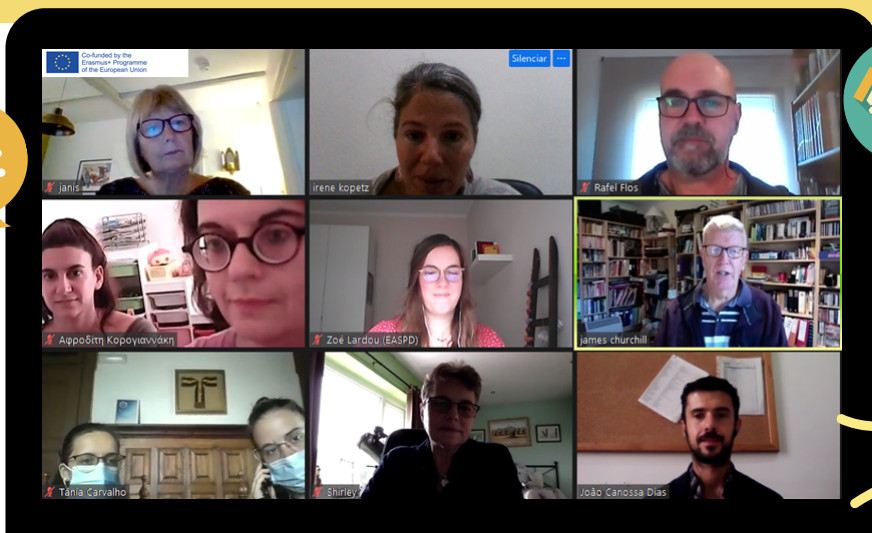 Co-funded by the
Erasmus+ Programme
of the European Union
Silenciar ...
janis
irene kopetz
Rafel Flos
Αφροδίτη Κορογιαννάκη
Zoé Lardou (EASPD)
james churchill
Tânia Carvalho
Shirley
João Canossa Dias